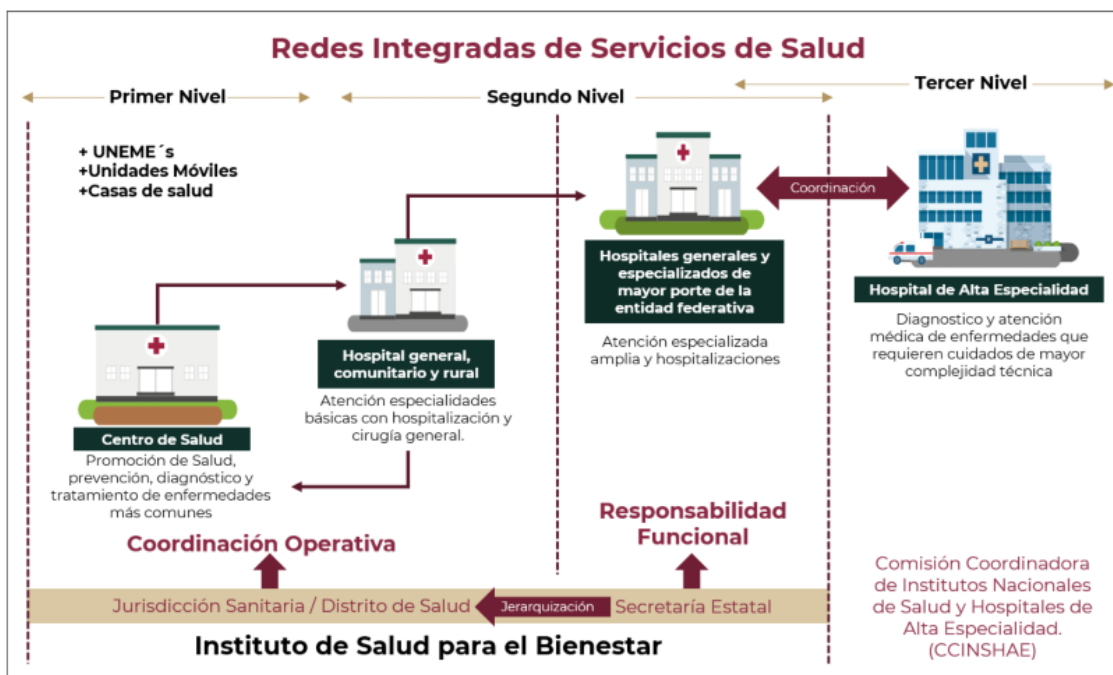 Redes Integradas de Servicios de Salud
Primer Nivel
Segundo Nivel
Tercer Nivel
+ UNEME´s
+Unidades Móviles
+Casas de salud
Centro de Salud
Promoción de Salud,
prevención, diagnóstico y
tratamiento de enfermedades
más comunes
Hospital general,
comunitario y rural
Atención especialidades
básicas con hospitalización y
cirugía general.
Hospitales generales y
especializados de
mayor porte de la
entidad federativa
Atención especializada
amplia y hospitalizaciones
Coordinación
Hospital de Alta Especialidad
Diagnostico y atención
médica de enfermedades que
requieren cuidados de mayor
complejidad técnica
Coordinación Operativa
Responsabilidad
Funcional
Jurisdicción Sanitaria / Distrito de Salud
Jerarquización
Secretaría Estatal
Instituto de Salud para el Bienestar
Comisión Coordinadora
de Institutos Nacionales
de Salud y Hospitales de
Alta Especialidad.
(CCINSHAE)